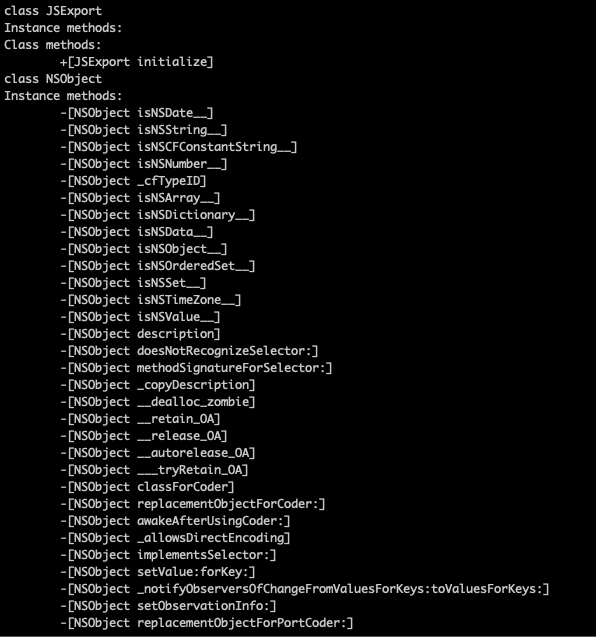 class JSExport
Instance methods:
Class methods:
+[JSExport initialize]
class NSObject
Instance methods:
-[NSObject isNSDate__]
-[NSObject isNSString__]
-[NSObject isNSCFConstantString__]
-[NSObject isNSNumber__]
-[NSObject _cfTypeID]
-[NSObject isNSArray__]
-[NSObject isNSDictionary__]
-[NSObject isNSData__]
-[NSObject isNSObject__]
-[NSObject isNSOrderedSet__]
-[NSObject isNSSet__]
-[NSObject isNSTimeZone__]
-[NSObject isNSValue__]
-[NSObject description]
-[NSObject doesNotRecognizeSelector:]
-[NSObject methodSignatureForSelector:]
-[NSObject _copyDescription]
-[NSObject __dealloc_zombie]
-[NSObject __retain_OA]
-[NSObject __release_OA]
-[NSObject __autorelease_OA]
-[NSObject ___tryRetain_OA]
-[NSObject classForCoder]
-[NSObject replacementObjectForCoder:]
-[NSObject awakeAfterUsingCoder:]
-[NSObject _allowsDirectEncoding]
-[NSObject implementsSelector:]
-[NSObject setValue:forKey:]
-[NSObject _notifyObserversOfChangeFromValuesForKeys:toValuesForKeys:]
-[NSObject setObservationInfo:]
-[NSObject replacementObjectForPortCoder:]